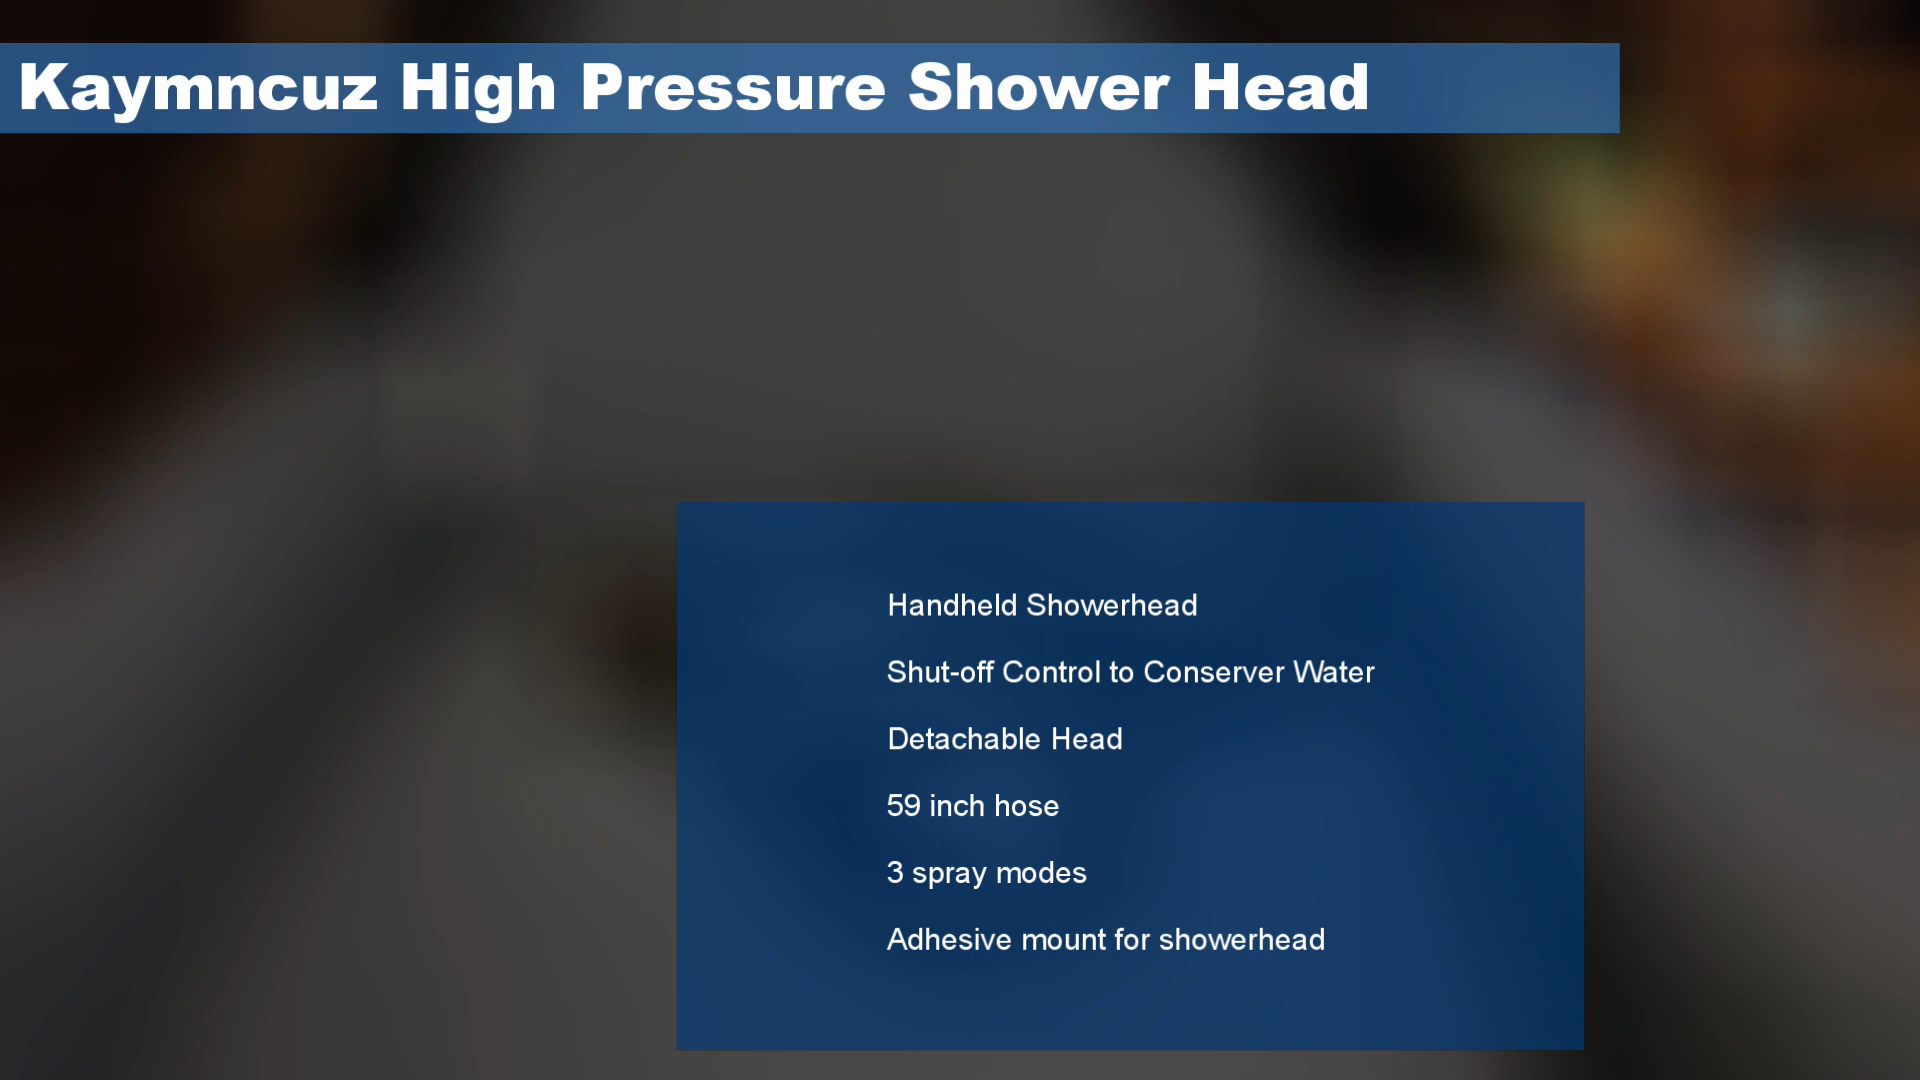 Kaymncuz High Pressure Shower Head
Handheld Showerhead
Shut-off Control to Conserver Water
Detachable Head
59 inch hose
3 spray modes
Adhesive mount for showerhead